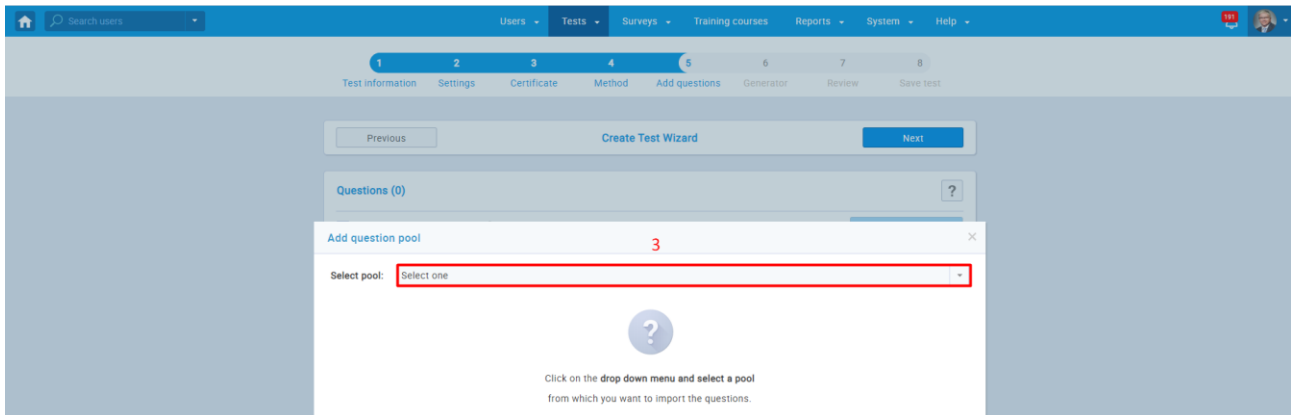 Search users
Users Tests Surveys Training courses Reports System Help
191
1 2 3 4 5 6 7 8
Test information Settings Certificate Method Add questions Generator Review Save test
Previous Create Test Wizard Next
Questions (0) ?
Add question pool
3
Select pool: Select one
?
Click on the drop down menu and select a pool
from which you want to import the questions.